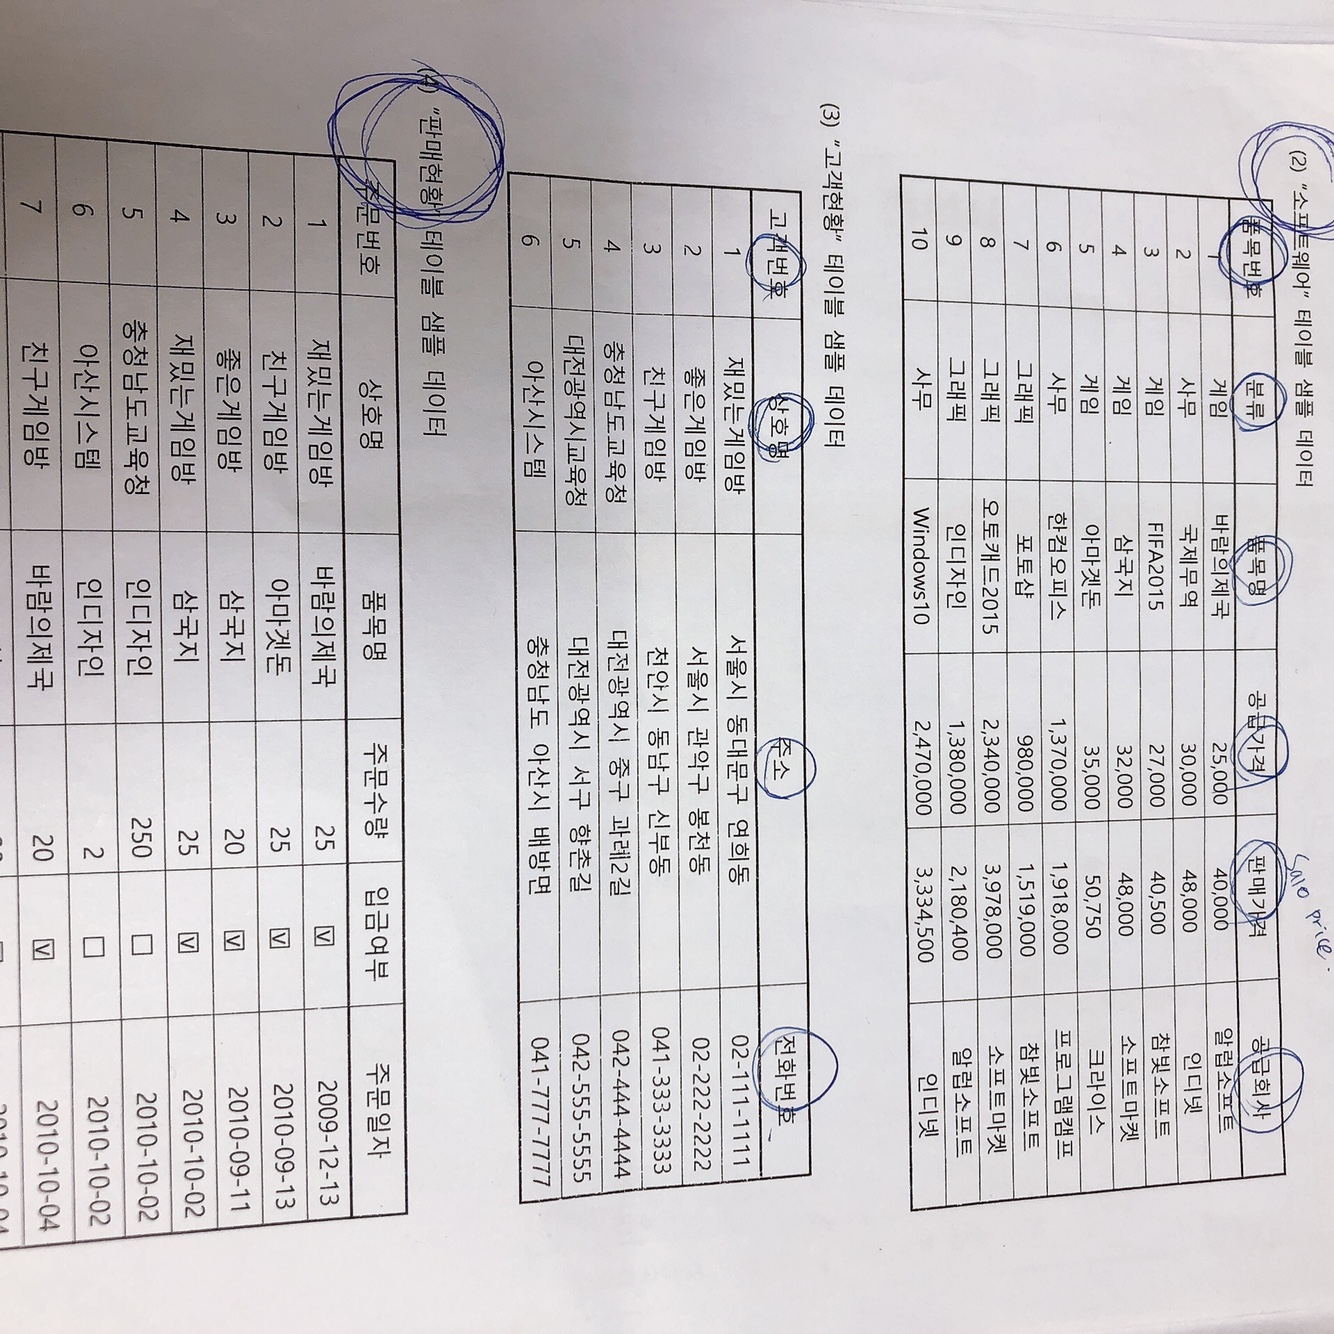 Sale price.
(2) "소프트웨어" 테이블 샘플 데이터
품목번호 분류 품목명 공급가격 판매가격 공급회사
1 게임 바람의제국 25,000 40,000 알럽소프트
2 사무 국제무역 30,000 48,000 인디넷
3 게임 FIFA2015 27,000 40,500 참빛소프트
4 게임 삼국지 32,000 48,000 소프트마켓
5 게임 아마겟돈 35,000 50,750 크라이스
6 사무 한컴오피스 1,370,000 1,918,000 프로그램캠프
7 그래픽 포토샵 980,000 1,519,000 참빛소프트
8 그래픽 오토캐드2015 2,340,000 3,978,000 소프트마켓
9 그래픽 인디자인 1,380,000 2,180,400 알럽소프트
10 사무 Windows10 2,470,000 3,334,500 인디넷
(3) "고객현황" 테이블 샘플 데이터
고객번호 상호명 주소 전화번호
1 재밌는게임방 서울시 동대문구 연희동 02-111-1111
2 좋은게임방 서울시 관악구 봉천동 02-222-2222
3 친구게임방 천안시 동남구 신부동 041-333-3333
4 충청남도교육청 대전광역시 중구 과례2길 042-444-4444
5 대전광역시교육청 대전광역시 서구 향촌길 042-555-5555
6 아산시스템 충청남도 아산시 배방면 041-777-7777
(4) "판매현황" 테이블 샘플 데이터
주문번호 상호명 품목명 주문수량 입금여부 주문일자
1 재밌는게임방 바람의제국 25 ☑ 2009-12-13
2 친구게임방 아마겟돈 25 ☑ 2010-09-13
3 좋은게임방 삼국지 20 ☑ 2010-09-11
4 재밌는게임방 삼국지 25 ☑ 2010-10-02
5 충청남도교육청 인디자인 250 ☐ 2010-10-02
6 아산시스템 인디자인 2 ☐ 2010-10-02
7 친구게임방 바람의제국 20 ☑ 2010-10-04
2010-10-04